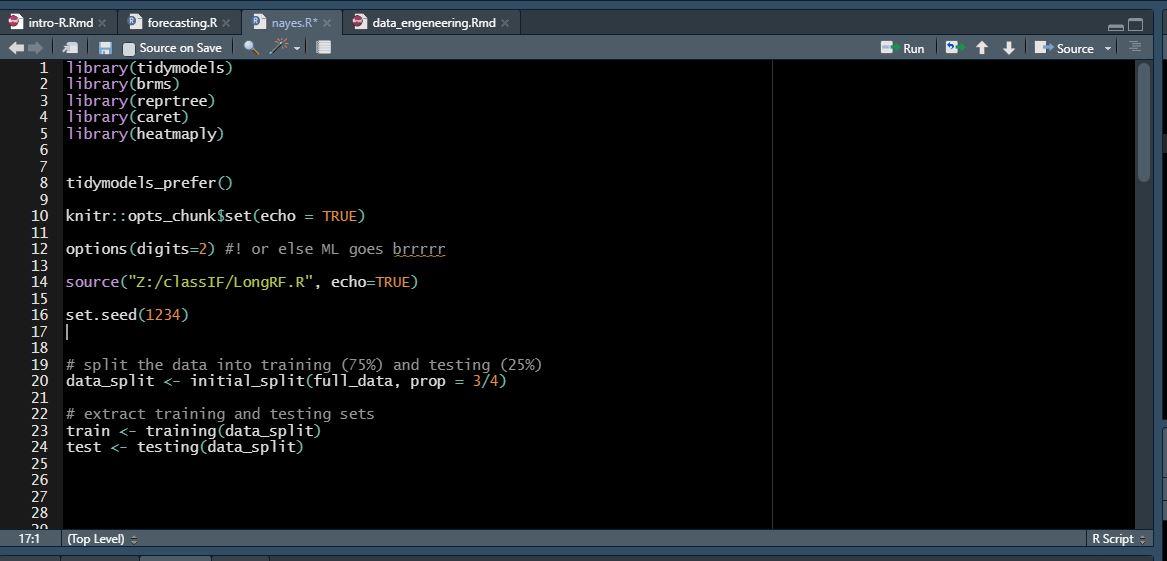 intro-R.Rmd forecasting.R nayes.R* data_engeneering.Rmd
Source on Save Run Source
1 library(tidymodels)
2 library(brms)
3 library(reprtree)
4 library(caret)
5 library(heatmaply)
6
7
8 tidymodels_prefer()
9
10 knitr::opts_chunk$set(echo = TRUE)
11
12 options(digits=2) #! or else ML goes brrrrr
13
14 source("Z:/classIF/LongRF.R", echo=TRUE)
15
16 set.seed(1234)
17
18
19 # split the data into training (75%) and testing (25%)
20 data_split <- initial_split(full_data, prop = 3/4)
21
22 # extract training and testing sets
23 train <- training(data_split)
24 test <- testing(data_split)
25
26
27
28
29
17:1 (Top Level) R Script